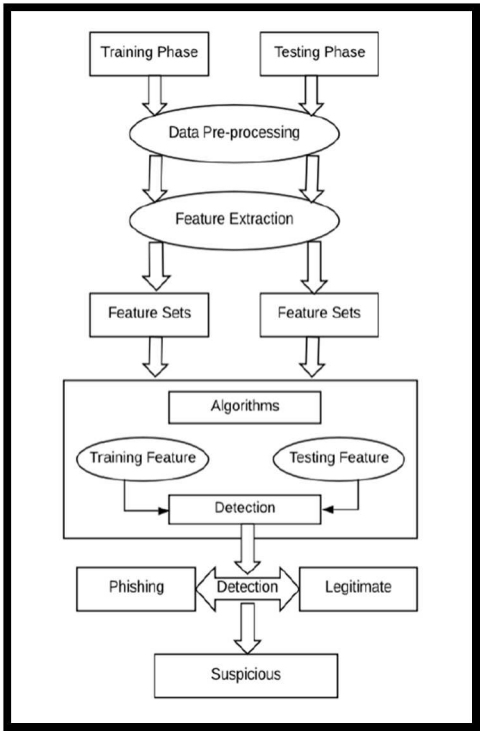 Training Phase
Testing Phase
Data Pre-processing
Feature Extraction
Feature Sets
Feature Sets
Algorithms
Training Feature
Testing Feature
Detection
Phishing
Detection
Legitimate
Suspicious